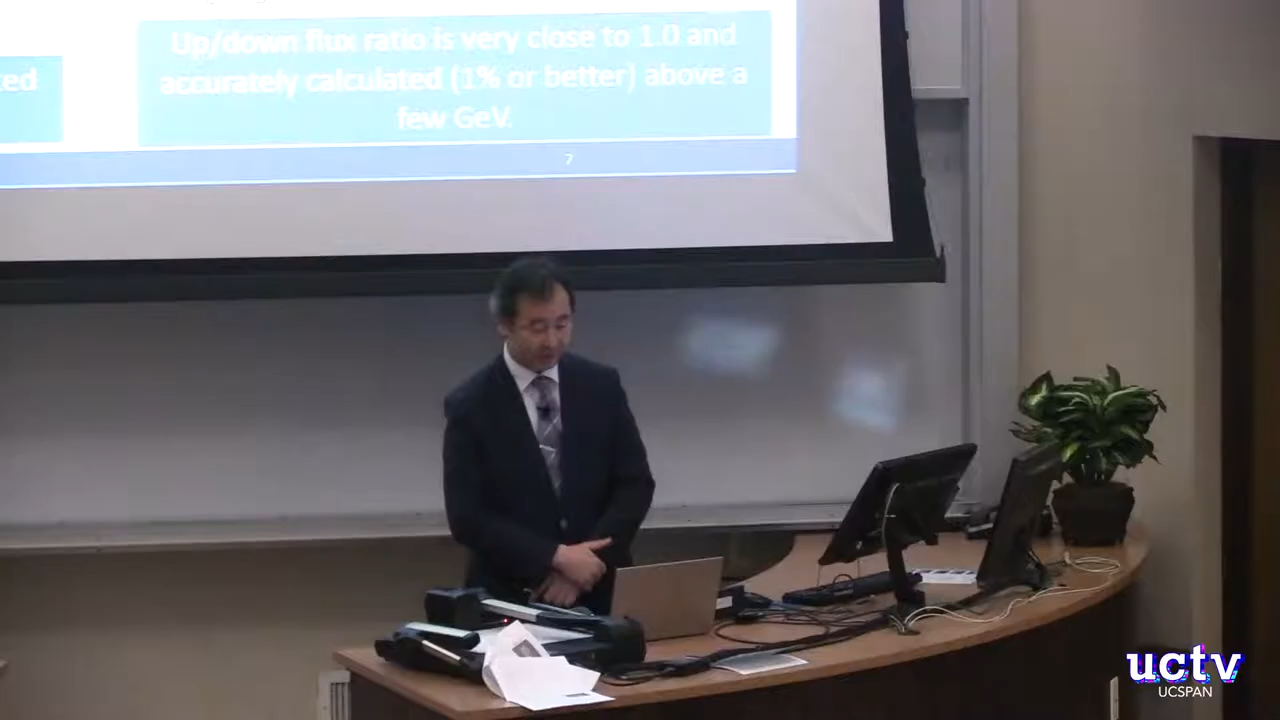 ed
Up/down flux ratio is very close to 1.0 and
accurately calculated (1% or better) above a
few GeV.
7
uctv
UCSPAN